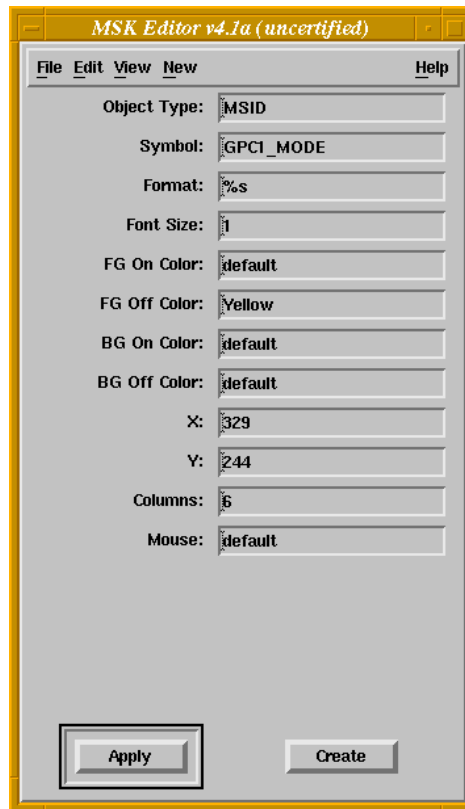 MSK Editor v4.1a (uncertified)
File Edit View New Help
Object Type: MSID
Symbol: GPC1_MODE
Format: %s
Font Size: 1
FG On Color: default
FG Off Color: Yellow
BG On Color: default
BG Off Color: default
X: 329
Y: 244
Columns: 6
Mouse: default
Apply Create